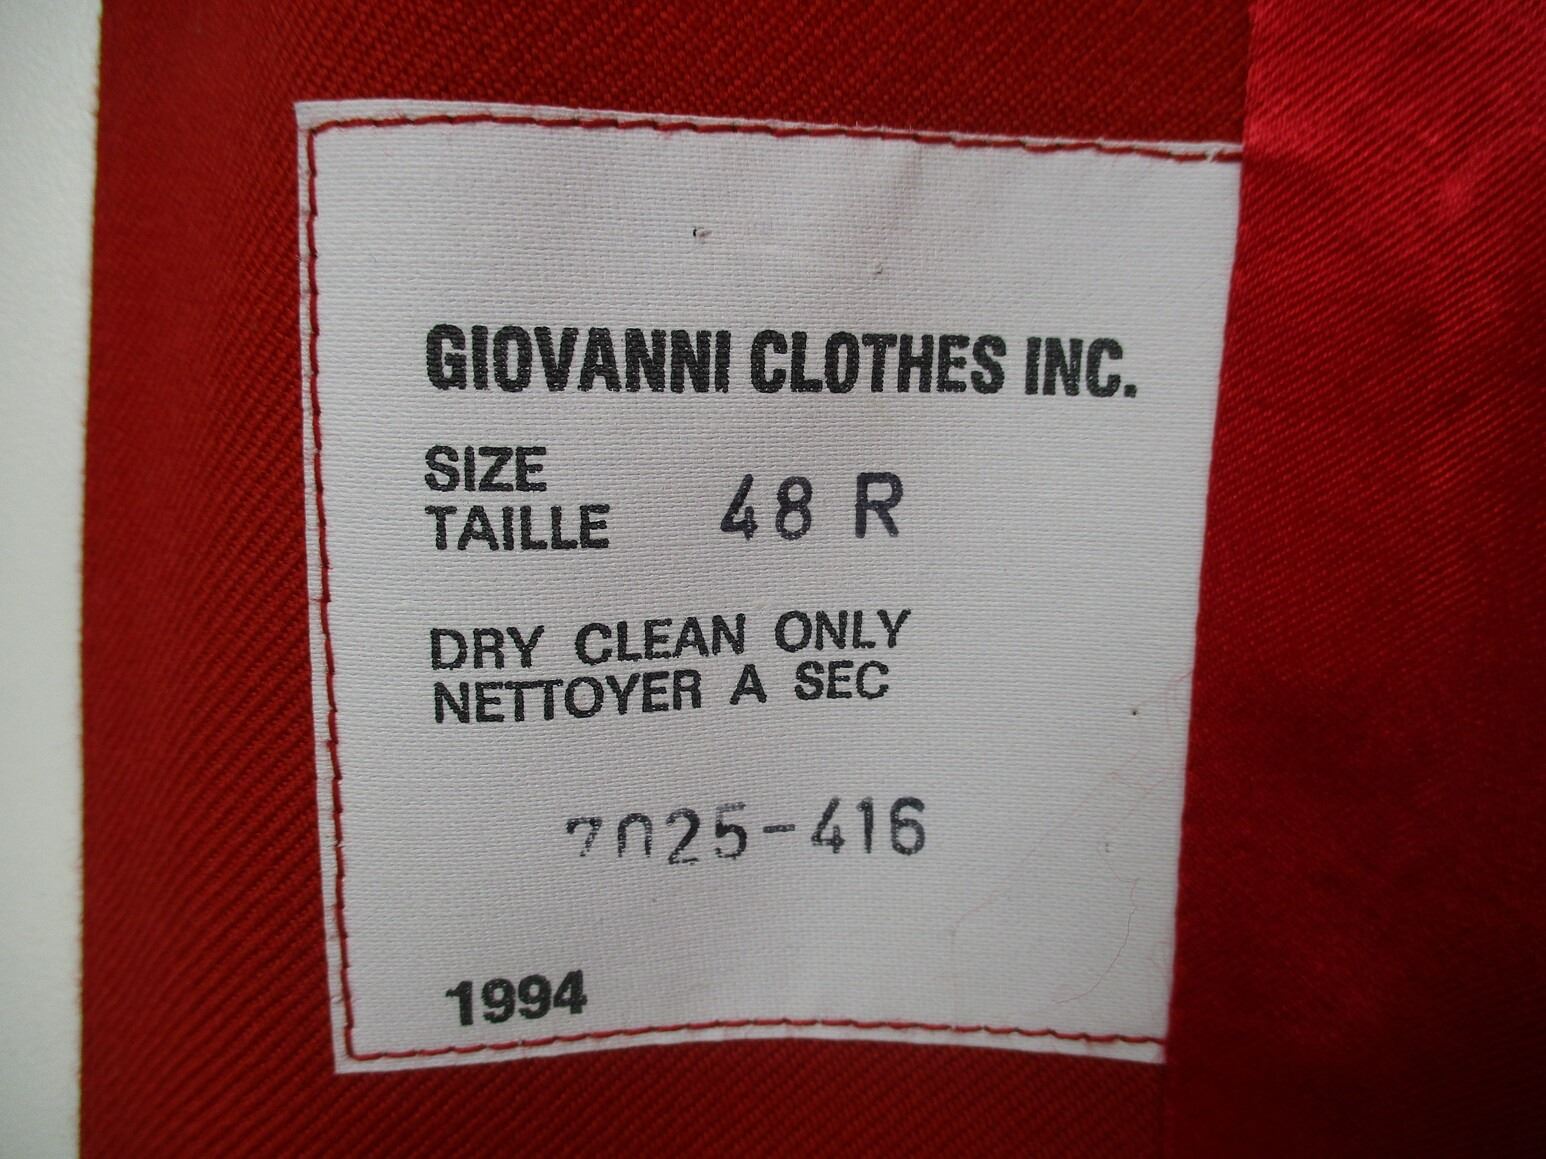 GIOVANNI CLOTHES INC.
SIZE
TAILLE 48 R
DRY CLEAN ONLY
NETTOYER A SEC
7025-416
1994